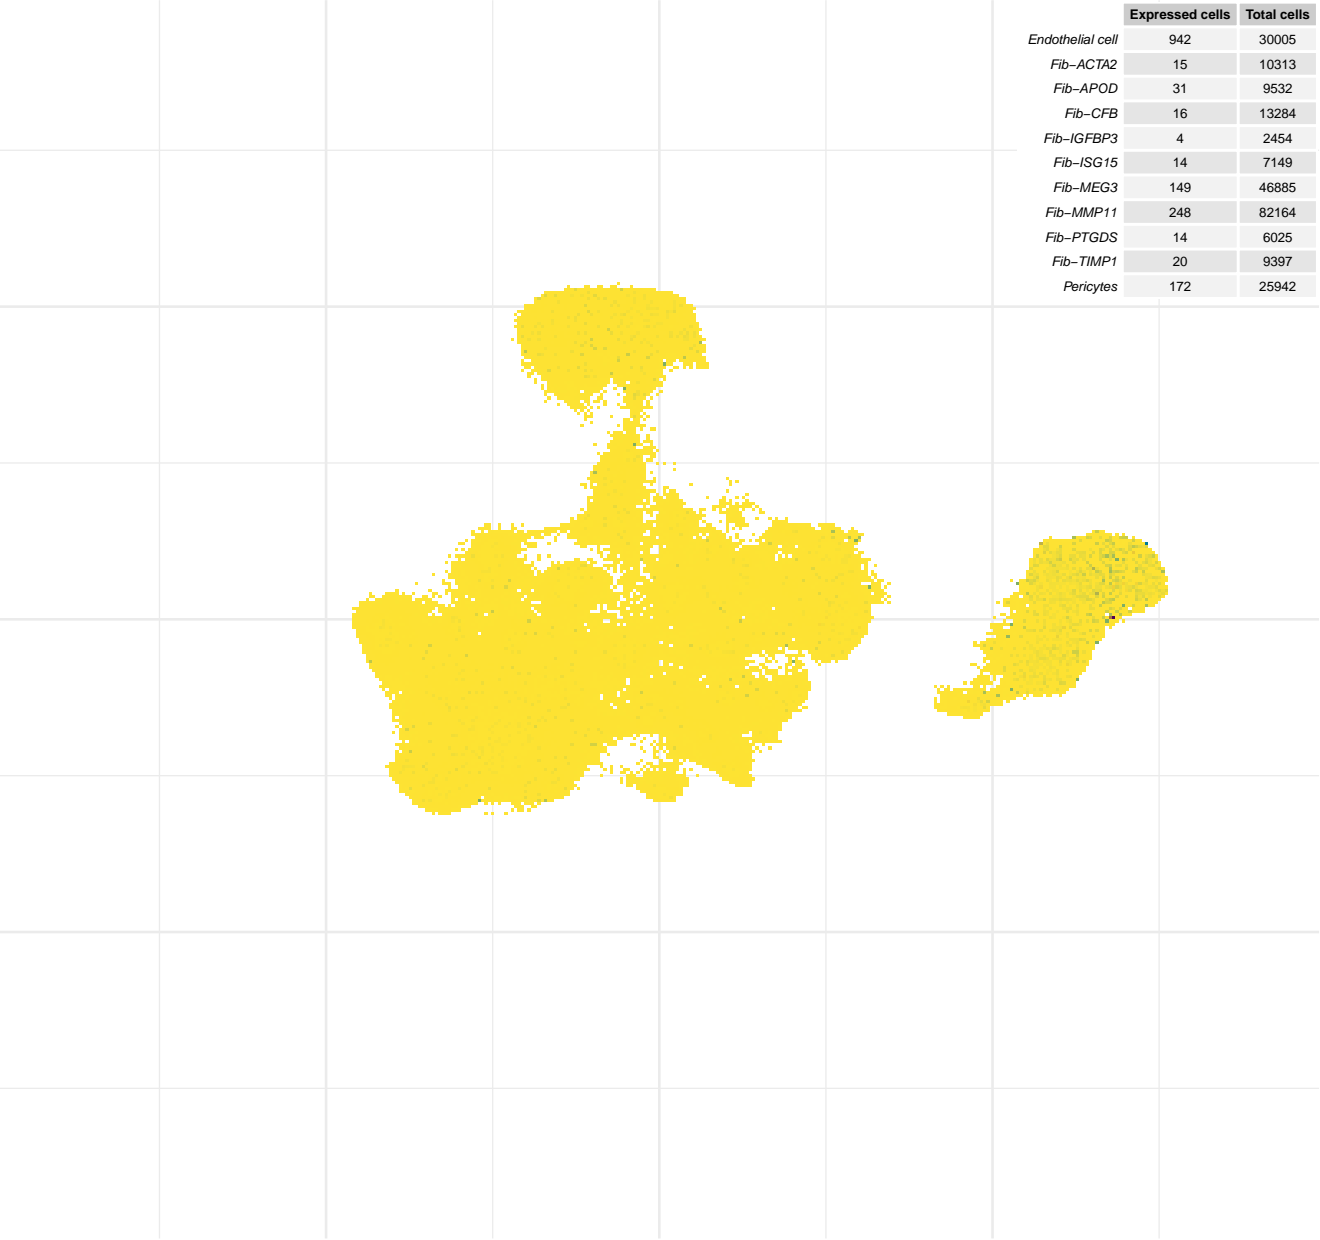 Expressed cells Total cells
Endothelial cell 942 30005
Fib−ACTA2 15 10313
Fib−APOD 31 9532
Fib−CFB 16 13284
Fib−IGFBP3 4 2454
Fib−ISG15 14 7149
Fib−MEG3 149 46885
Fib−MMP11 248 82164
Fib−PTGDS 14 6025
Fib−TIMP1 20 9397
Pericytes 172 25942